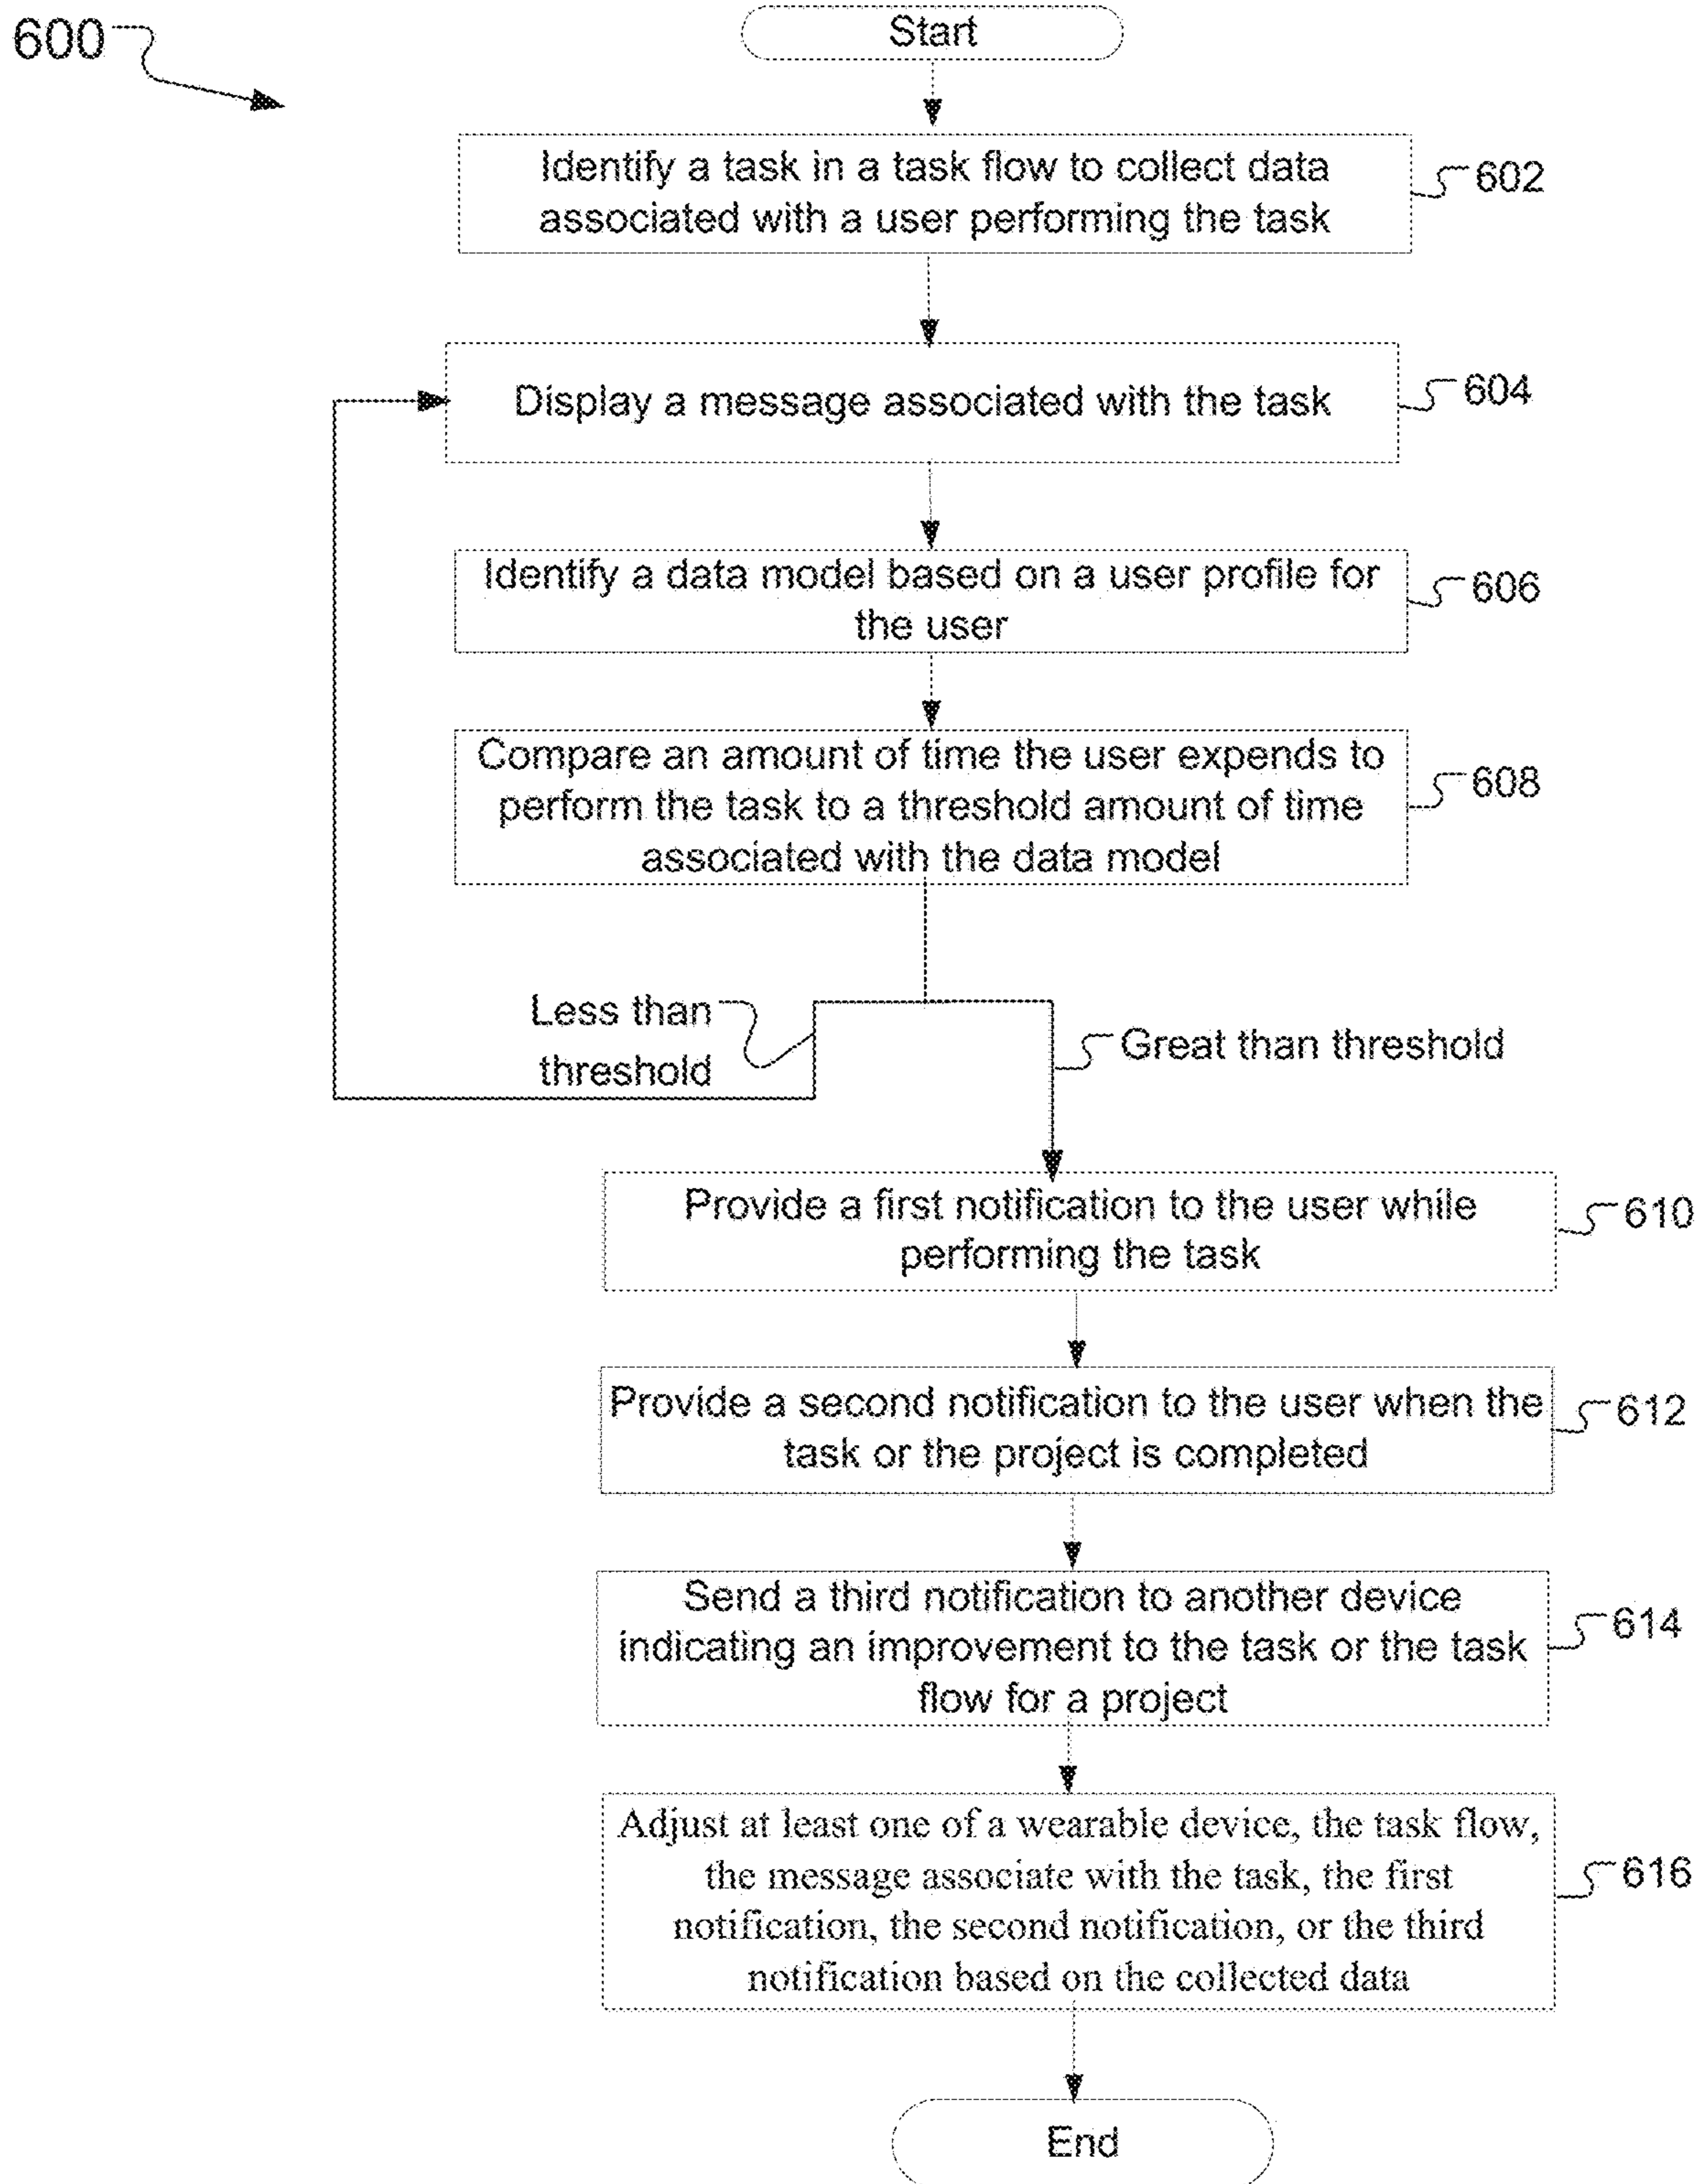 600
Start
Identify a task in a task flow to collect data
associated with a user performing the task
602
Display a message associated with the task
604
Identify a data model based on a user profile for
the user
606
Compare an amount of time the user expends to
perform the task to a threshold amount of time
associated with the data model
608
Less than
threshold
Great than threshold
Provide a first notification to the user while
performing the task
610
Provide a second notification to the user when the
task or the project is completed
612
Send a third notification to another device
indicating an improvement to the task or the task
flow for a project
614
Adjust at least one of a wearable device, the task flow,
the message associate with the task, the first
notification, the second notification, or the third
notification based on the collected data
616
End